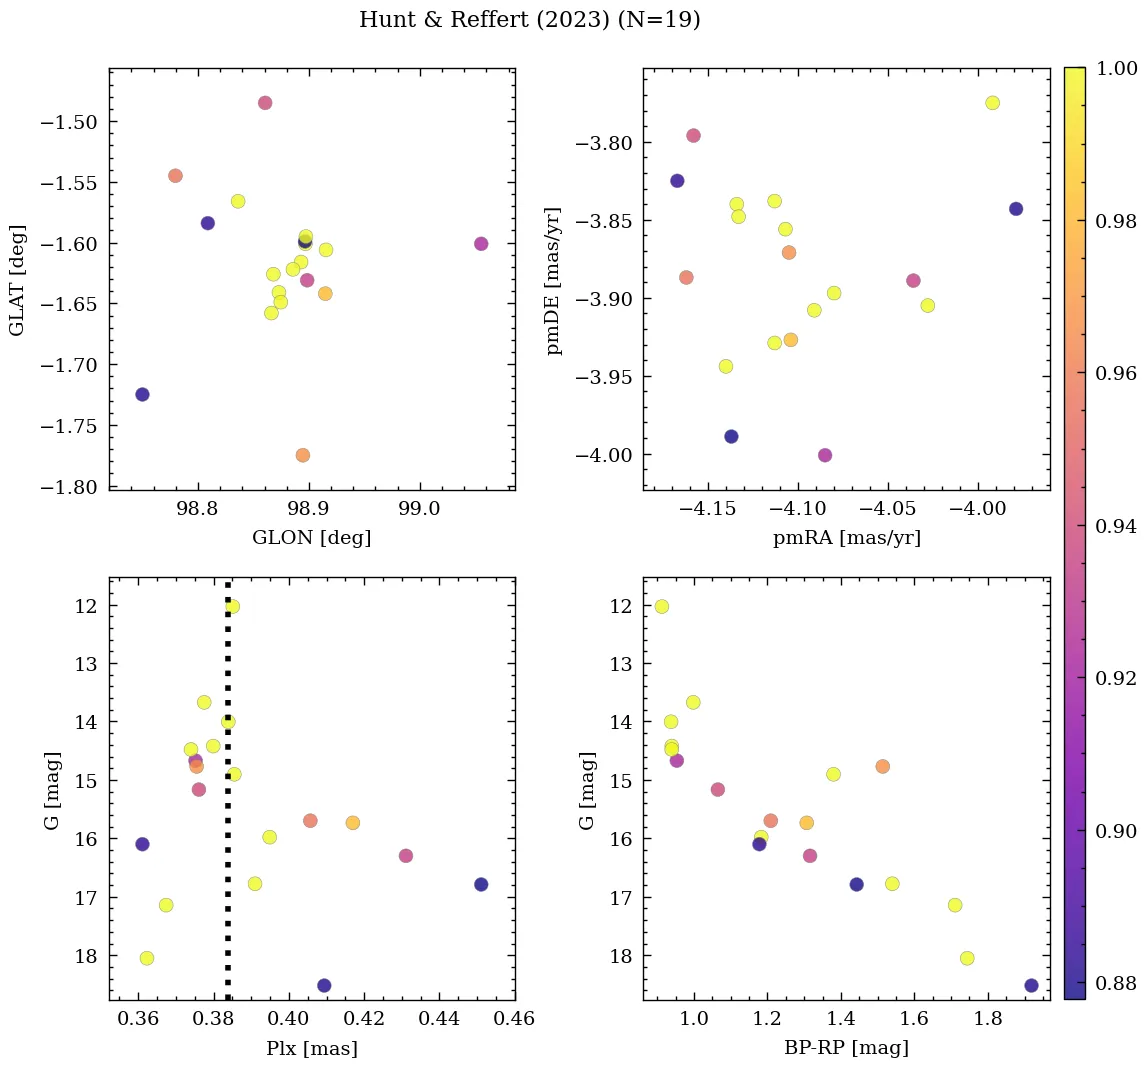 Hunt & Reffert (2023) (N=19)
−1.50
−1.55
−1.60
−1.65
−1.70
−1.75
−1.80
GLAT [deg]
98.8 98.9 99.0
GLON [deg]
−3.80
−3.85
−3.90
−3.95
−4.00
pmDE [mas/yr]
−4.15 −4.10 −4.05 −4.00
pmRA [mas/yr]
12
13
14
15
16
17
18
G [mag]
0.36 0.38 0.40 0.42 0.44 0.46
Plx [mas]
12
13
14
15
16
17
18
G [mag]
1.0 1.2 1.4 1.6 1.8
BP-RP [mag]
1.00
0.98
0.96
0.94
0.92
0.90
0.88